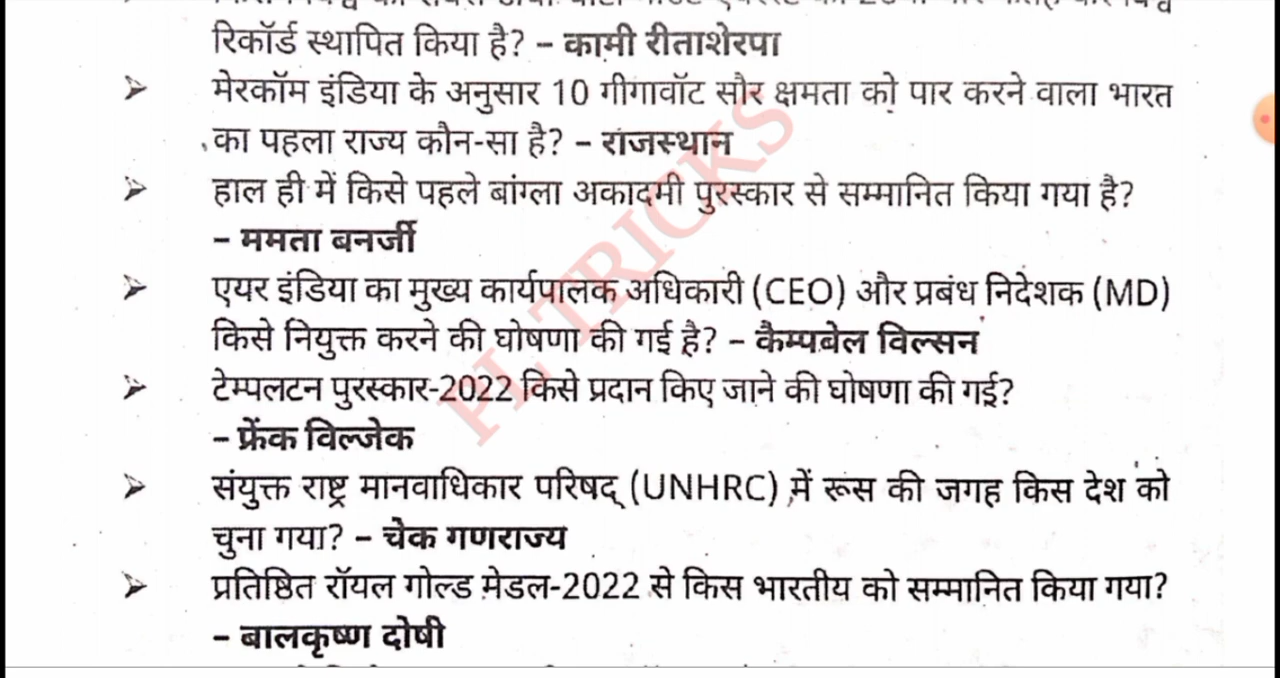 रिकॉर्ड स्थापित किया है? – कामी रीताशेरपा
➢ मेरकॉम इंडिया के अनुसार 10 गीगावॉट सौर क्षमता को पार करने वाला भारत
का पहला राज्य कौन-सा है? – राजस्थान
➢ हाल ही में किसे पहले बांग्ला अकादमी पुरस्कार से सम्मानित किया गया है?
– ममता बनर्जी
➢ एयर इंडिया का मुख्य कार्यपालक अधिकारी (CEO) और प्रबंध निदेशक (MD)
किसे नियुक्त करने की घोषणा की गई है? – कैम्पबेल विल्सन
➢ टेम्पलटन पुरस्कार-2022 किसे प्रदान किए जाने की घोषणा की गई?
– फ्रेंक विल्जेक
➢ संयुक्त राष्ट्र मानवाधिकार परिषद् (UNHRC) में रूस की जगह किस देश को
चुना गया? – चेक गणराज्य
➢ प्रतिष्ठित रॉयल गोल्ड मेडल-2022 से किस भारतीय को सम्मानित किया गया?
– बालकृष्ण दोषी
TRICKS